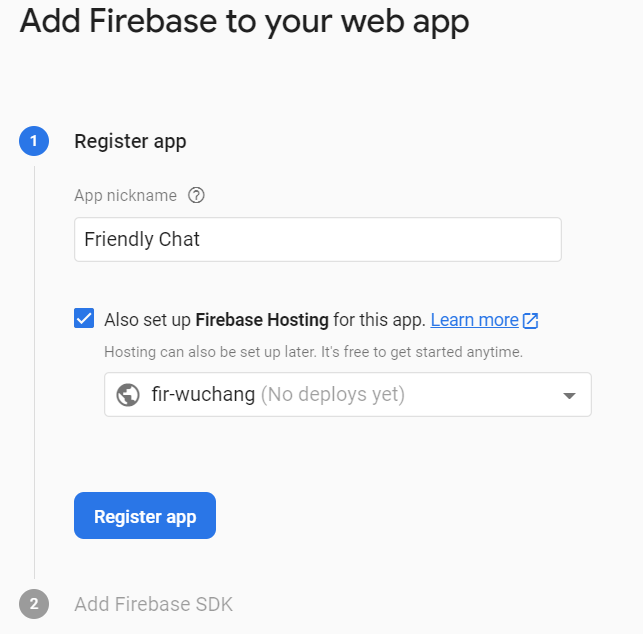 Add Firebase to your web app
1
Register app
App nickname
Friendly Chat
Also set up Firebase Hosting for this app. Learn more
Hosting can also be set up later. It's free to get started anytime.
fir-wuchang (No deploys yet)
Register app
2
Add Firebase SDK